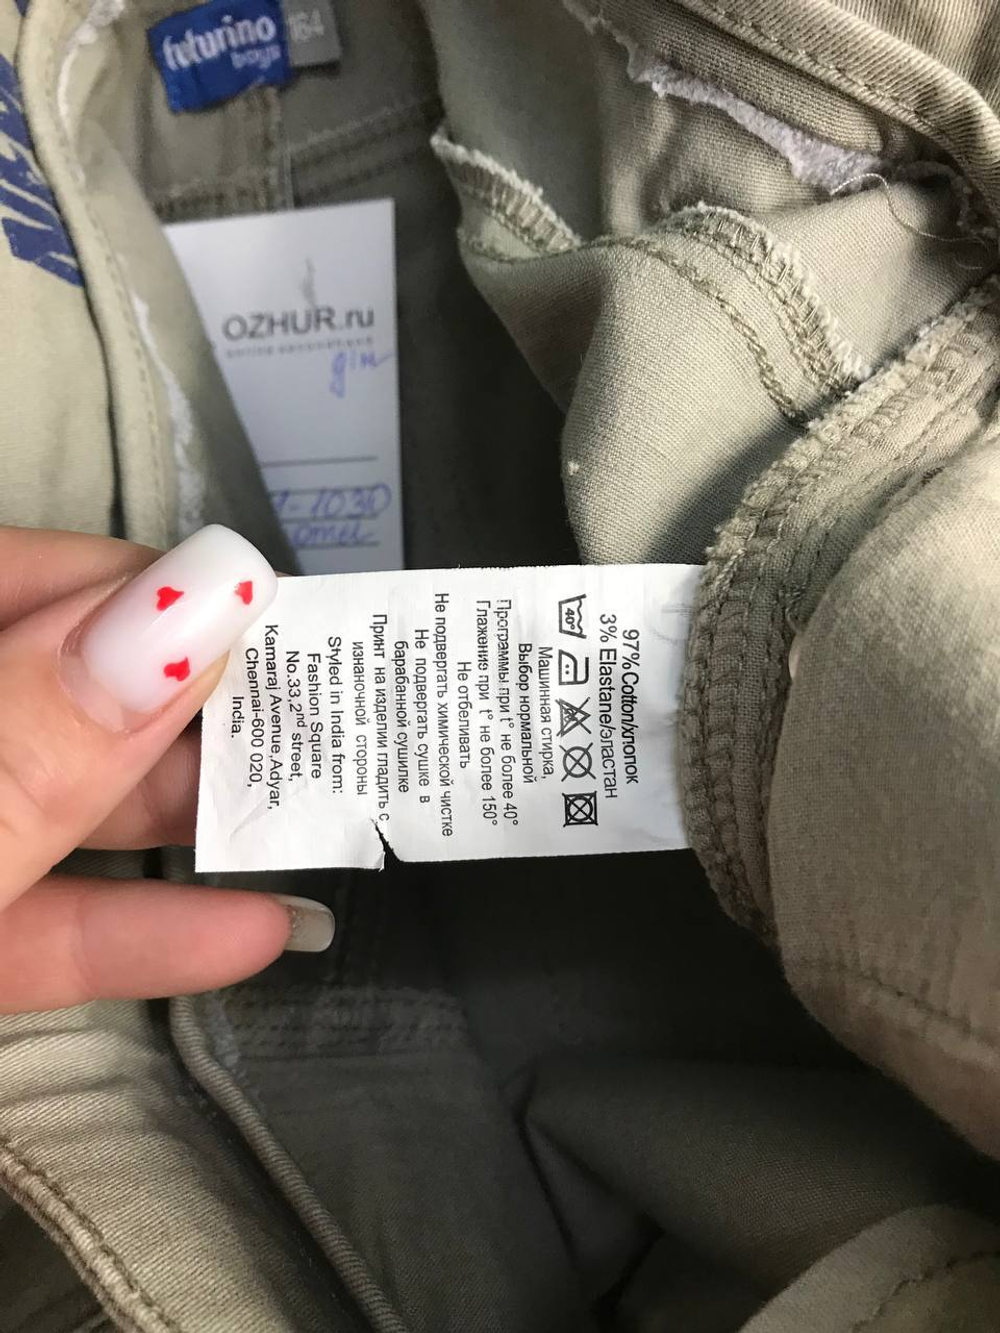 futurino
boys
164
OZHUR.ru
1-1030
97% Cotton/хлопок
3% Elastane/эластан
40°
Машинная стирка,
Выбор нормальной
Программы при t° не более 40°
Глажение при t° не более 150°
Не отбеливать
Не подвергать химической чистке
Не подвергать сушке в
барабанной сушилке
Принт на изделии гладить с
изнаночной стороны
Styled in India from:
Fashion Square
No.33,2nd street,
Kamaraj Avenue,Adyar,
Chennai-600 020,
India.